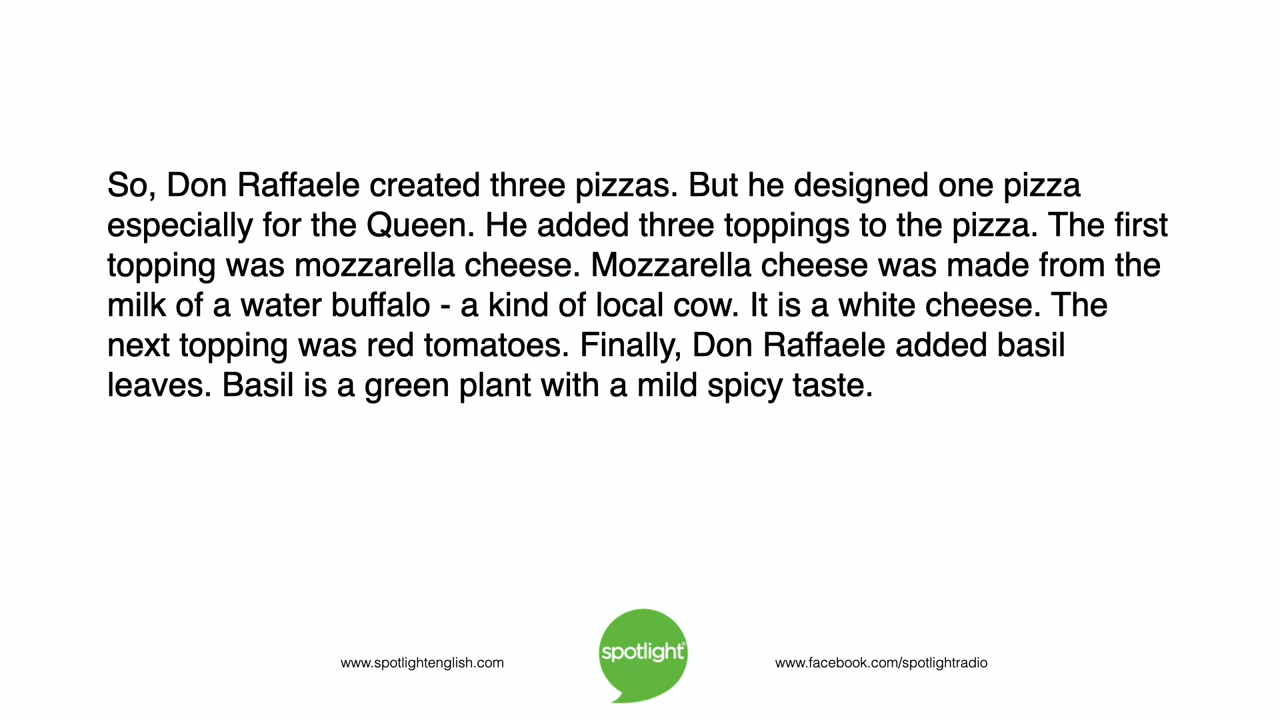 So, Don Raffaele created three pizzas. But he designed one pizza
especially for the Queen. He added three toppings to the pizza. The first
topping was mozzarella cheese. Mozzarella cheese was made from the
milk of a water buffalo - a kind of local cow. It is a white cheese. The
next topping was red tomatoes. Finally, Don Raffaele added basil
leaves. Basil is a green plant with a mild spicy taste.
www.spotlightenglish.com
spotlight®
www.facebook.com/spotlightradio